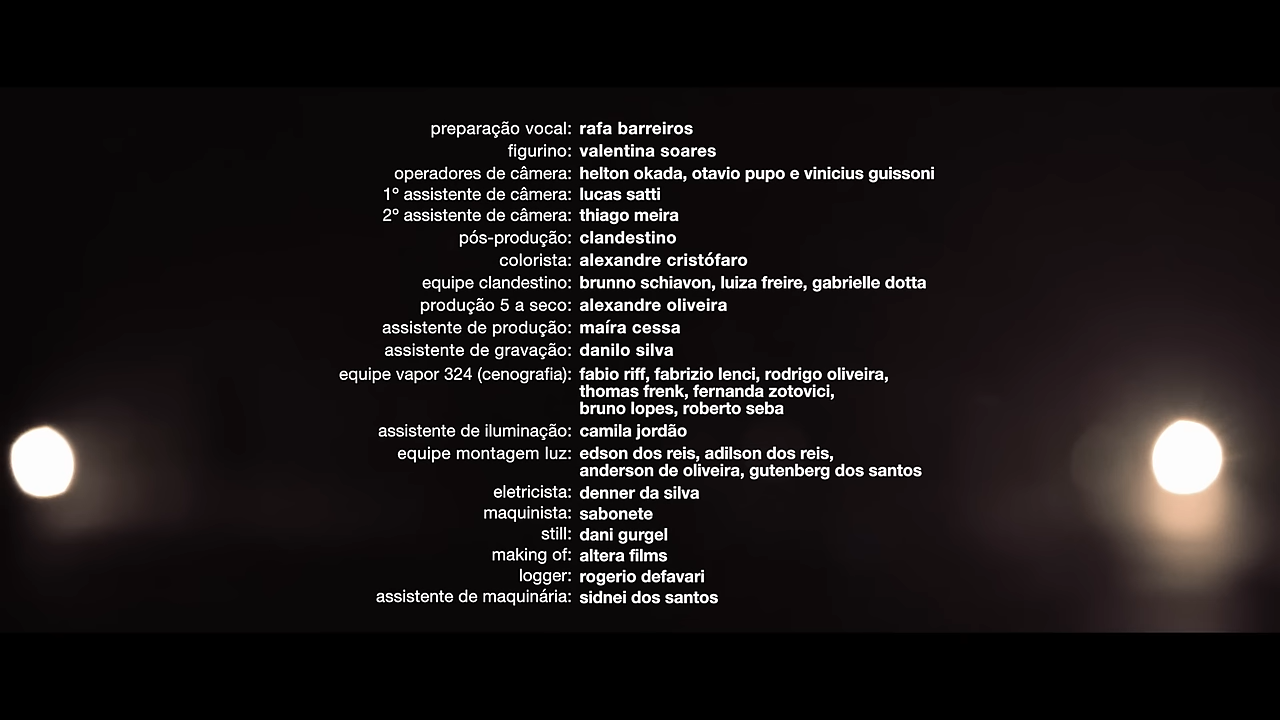 preparação vocal: rafa barreiros
figurino: valentina soares
operadores de câmera: helton okada, otavio pupo e vinicius guissoni
1º assistente de câmera: lucas satti
2º assistente de câmera: thiago meira
pós-produção: clandestino
colorista: alexandre cristófaro
equipe clandestino: brunno schiavon, luiza freire, gabrielle dotta
produção 5 a seco: alexandre oliveira
assistente de produção: maíra cessa
assistente de gravação: danilo silva
equipe vapor 324 (cenografia): fabio riff, fabrizio lenci, rodrigo oliveira,
thomas frenk, fernanda zotovici,
bruno lopes, roberto seba
assistente de iluminação: camila jordão
equipe montagem luz: edson dos reis, adilson dos reis,
anderson de oliveira, gutenberg dos santos
eletricista: denner da silva
maquinista: sabonete
still: dani gurgel
making of: altera films
logger: rogerio defavari
assistente de maquinária: sidnei dos santos